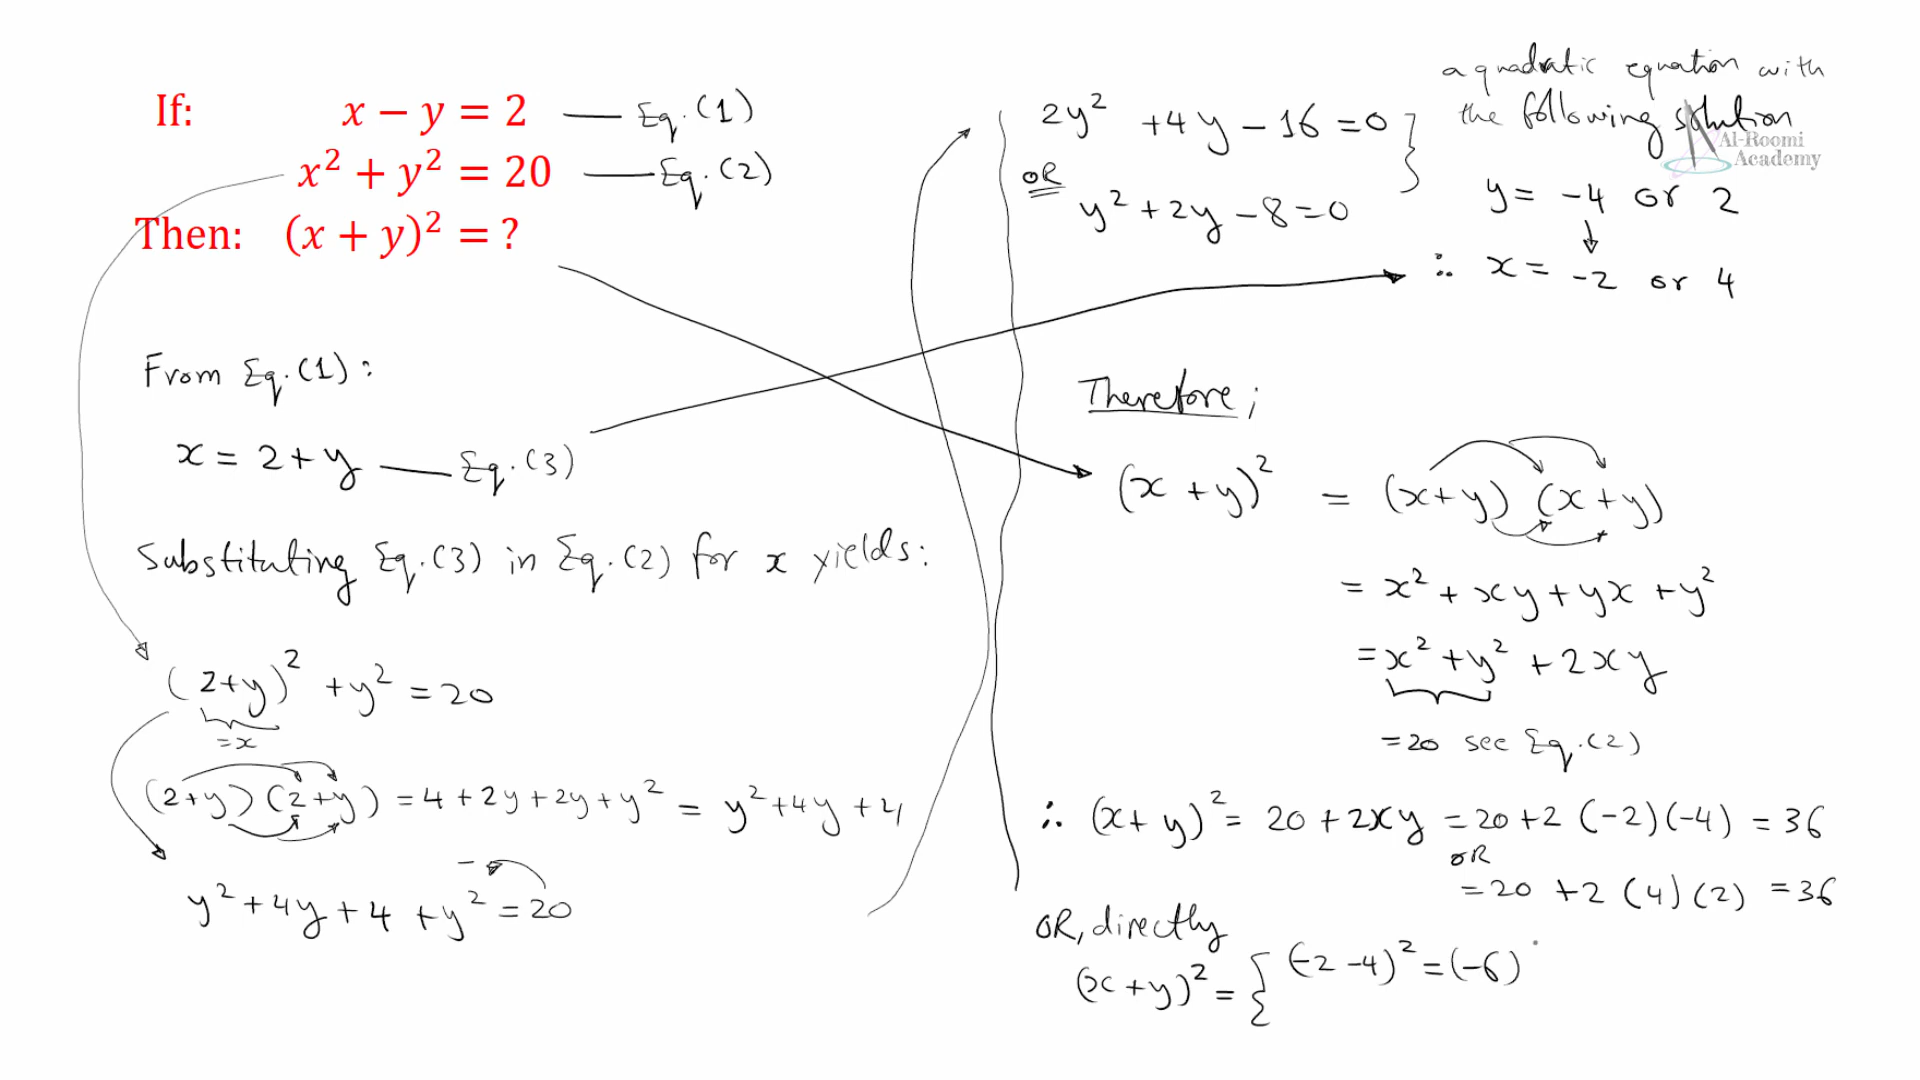 If: x − y = 2 —— Eq.(1)
x² + y² = 20 —— Eq.(2)
Then: (x + y)² = ?
From Eq.(1):
x = 2+y —— Eq.(3)
Substituting Eq.(3) in Eq.(2) for x yields:
(2+y)² + y² = 20
=x
(2+y)(2+y) = 4+2y+2y+y² = y²+4y+4
−
y²+4y+4+y² = 20
2y² + 4y − 16 = 0
OR
y² + 2y − 8 = 0
a quadratic equation with
the following solution
Al-Roomi
Academy
y = -4 or 2
∴ x = -2 or 4
Therefore;
(x+y)² = (x+y)(x+y)
= x² + xy + yx + y²
= x² + y² + 2xy
=20 see Eq.(2)
∴ (x+y)² = 20+2xy = 20+2(-2)(-4) = 36
OR
= 20+2(4)(2) = 36
OR, directly
(x+y)² = { (-2-4)² = (-6)